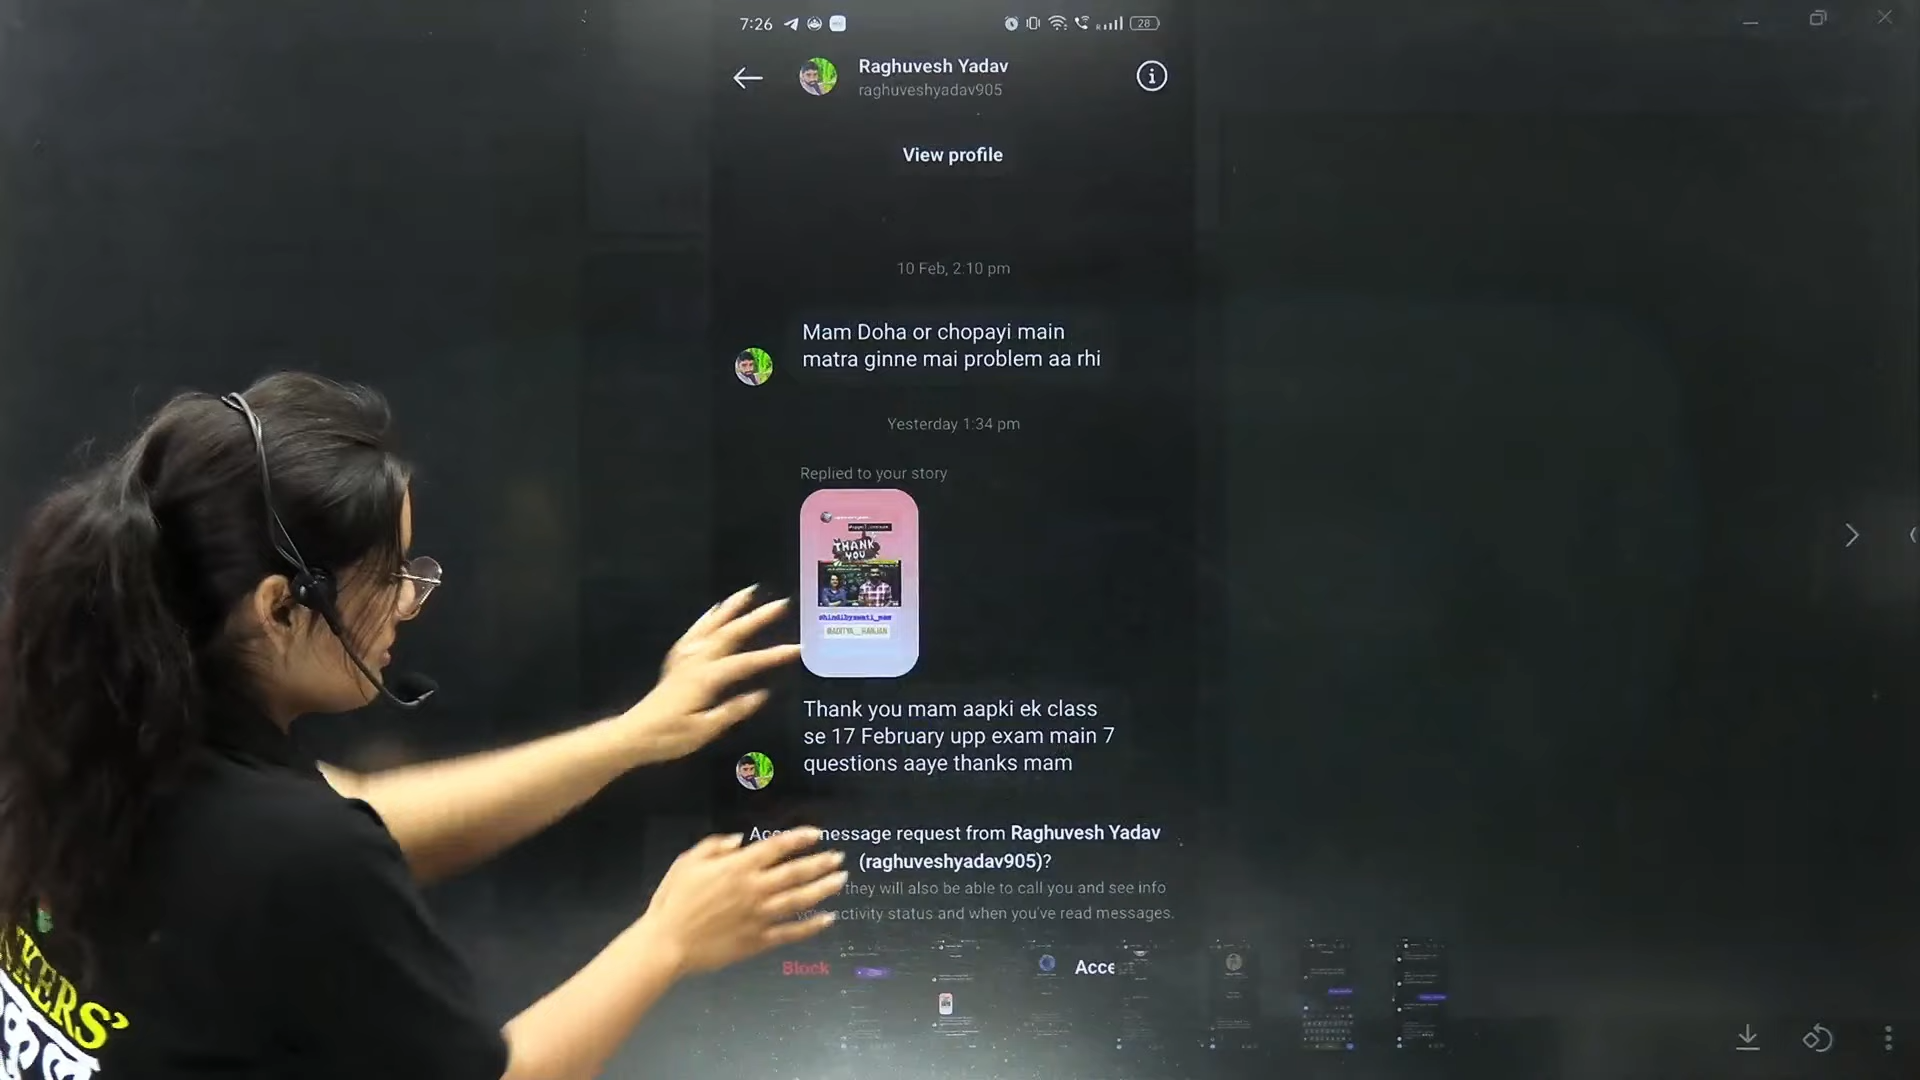 7:26
28
Raghuvesh Yadav
raghuveshyadav905
View profile
10 Feb, 2:10 pm
Mam Doha or chopayi main
matra ginne mai problem aa rhi
Yesterday 1:34 pm
Replied to your story
THANK
YOU
Thank you mam aapki ek class
se 17 February upp exam main 7
questions aaye thanks mam
message request from Raghuvesh Yadav
(raghuveshyadav905)?
they will also be able to call you and see info
activity status and when you've read messages.
Block